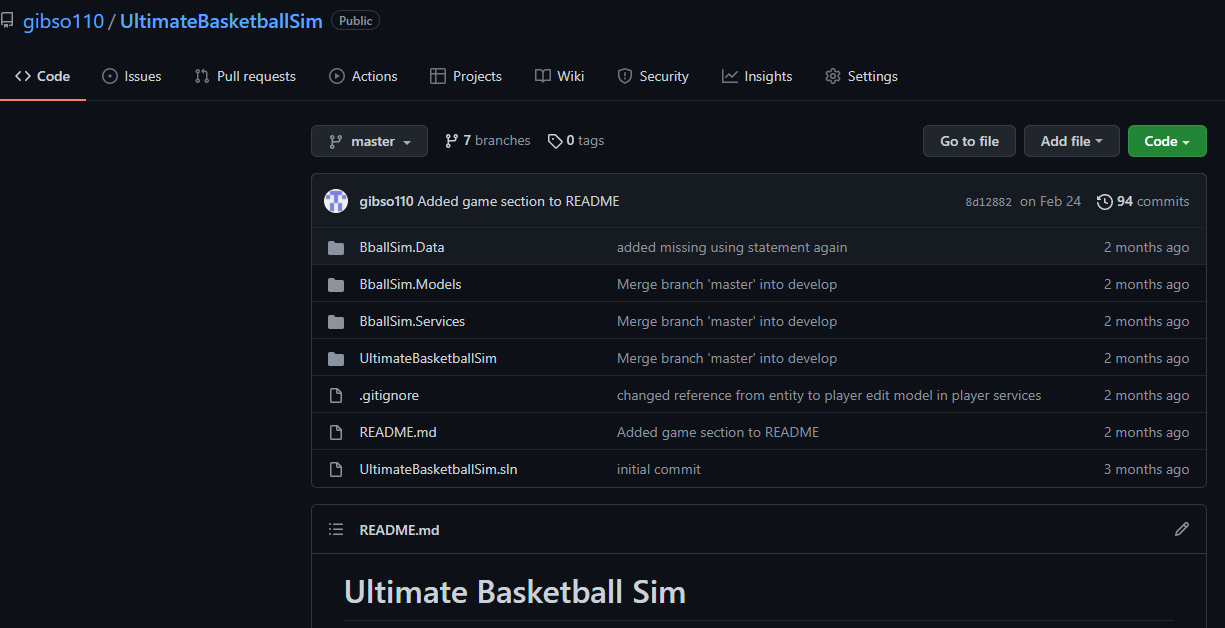 gibso110 / UltimateBasketballSim Public
Code Issues Pull requests Actions Projects Wiki Security Insights Settings
master 7 branches 0 tags Go to file Add file Code
gibso110 Added game section to README 8d12882 on Feb 24 94 commits
BballSim.Data added missing using statement again 2 months ago
BballSim.Models Merge branch 'master' into develop 2 months ago
BballSim.Services Merge branch 'master' into develop 2 months ago
UltimateBasketballSim Merge branch 'master' into develop 2 months ago
.gitignore changed reference from entity to player edit model in player services 2 months ago
README.md Added game section to README 2 months ago
UltimateBasketballSim.sln initial commit 3 months ago
README.md
Ultimate Basketball Sim